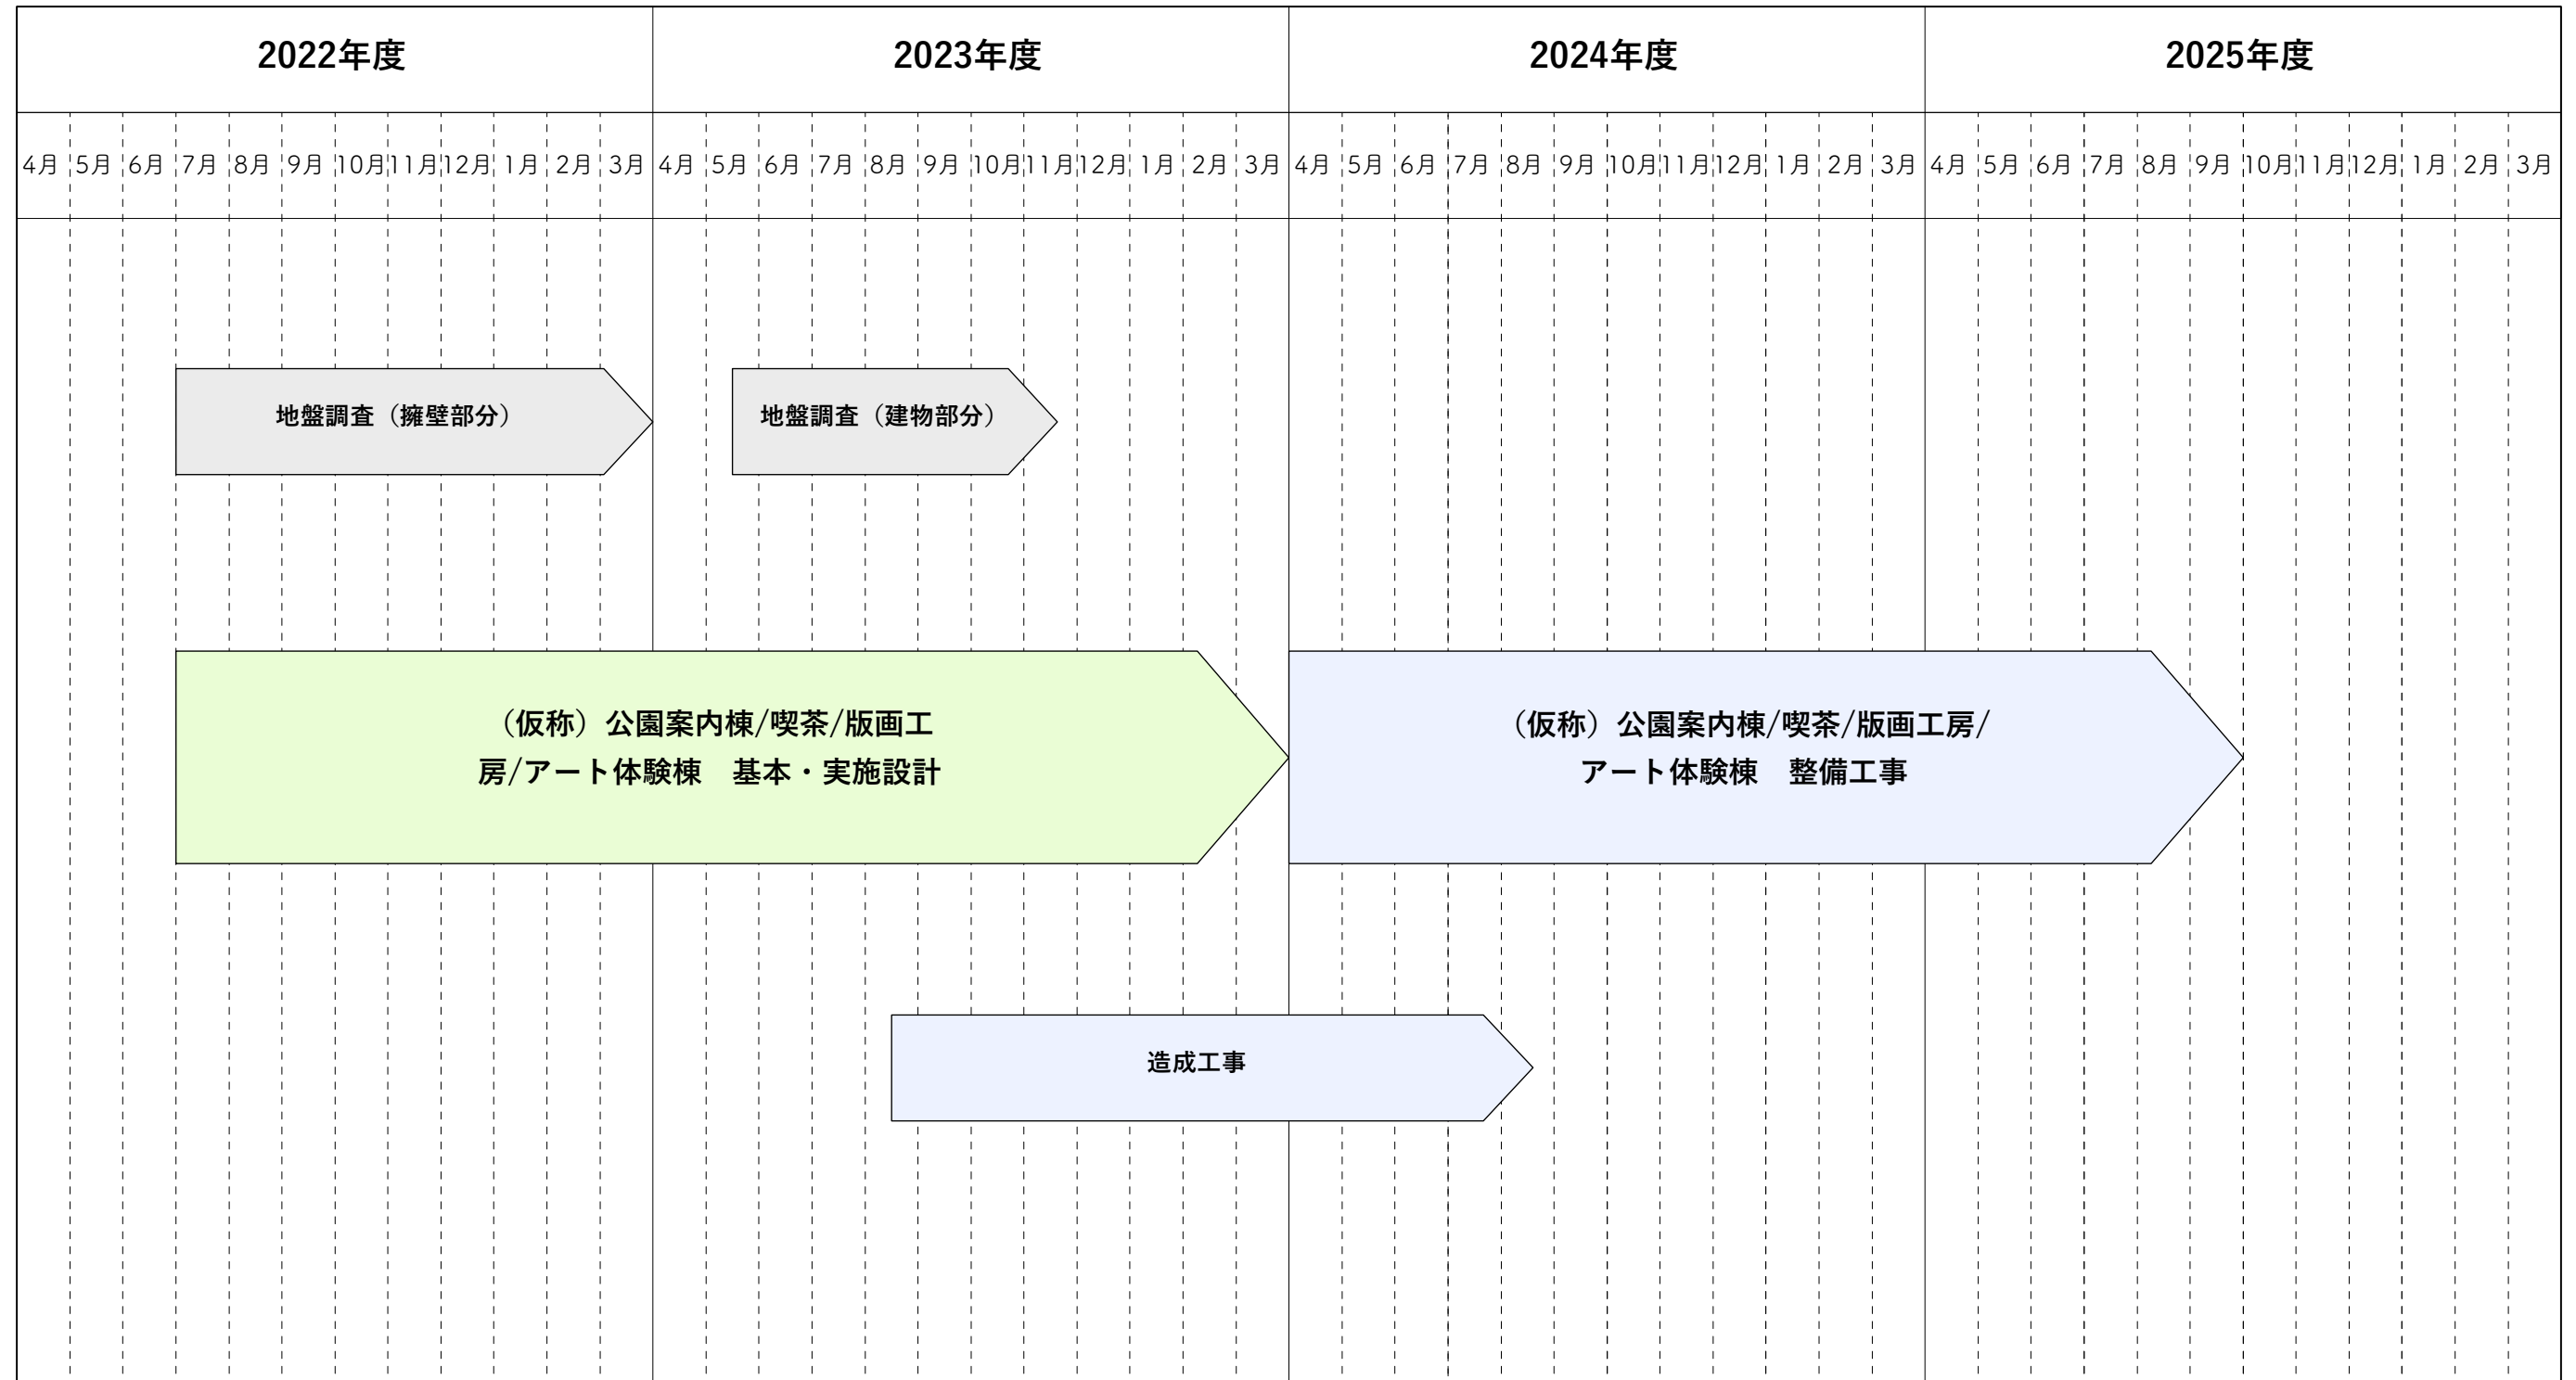 2022年度 2023年度 2024年度 2025年度
4月 5月 6月 7月 8月 9月 10月 11月 12月 1月 2月 3月 4月 5月 6月 7月 8月 9月 10月 11月 12月 1月 2月 3月 4月 5月 6月 7月 8月 9月 10月 11月 12月 1月 2月 3月 4月 5月 6月 7月 8月 9月 10月 11月 12月 1月 2月 3月
地盤調査（擁壁部分） 地盤調査（建物部分）
（仮称）公園案内棟/喫茶/版画工
房/アート体験棟　基本・実施設計
（仮称）公園案内棟/喫茶/版画工房/
アート体験棟　整備工事
造成工事